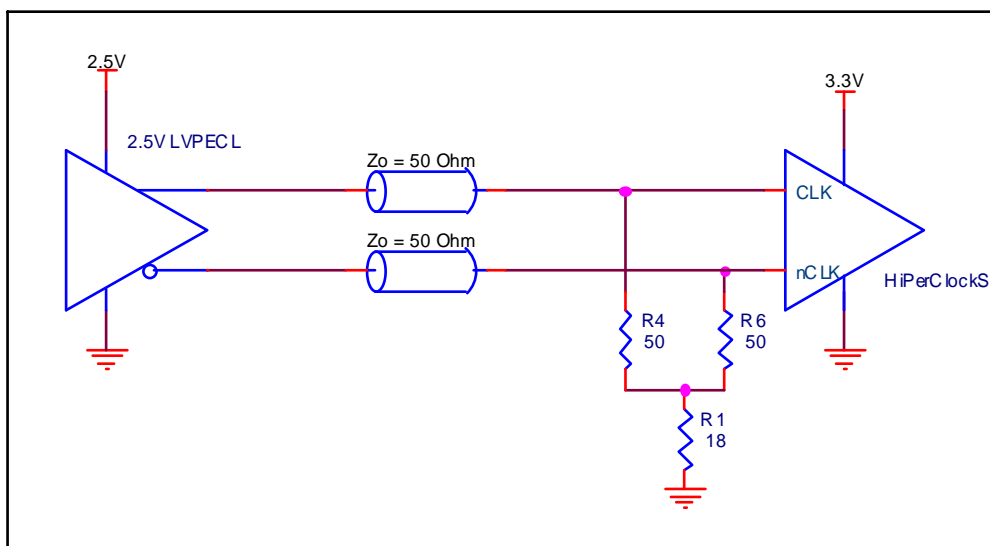 2.5V
3.3V
2.5V LVPECL
Zo = 50 Ohm
CLK
Zo = 50 Ohm
nCLK
HiPerClockS
R4
50
R6
50
R1
18